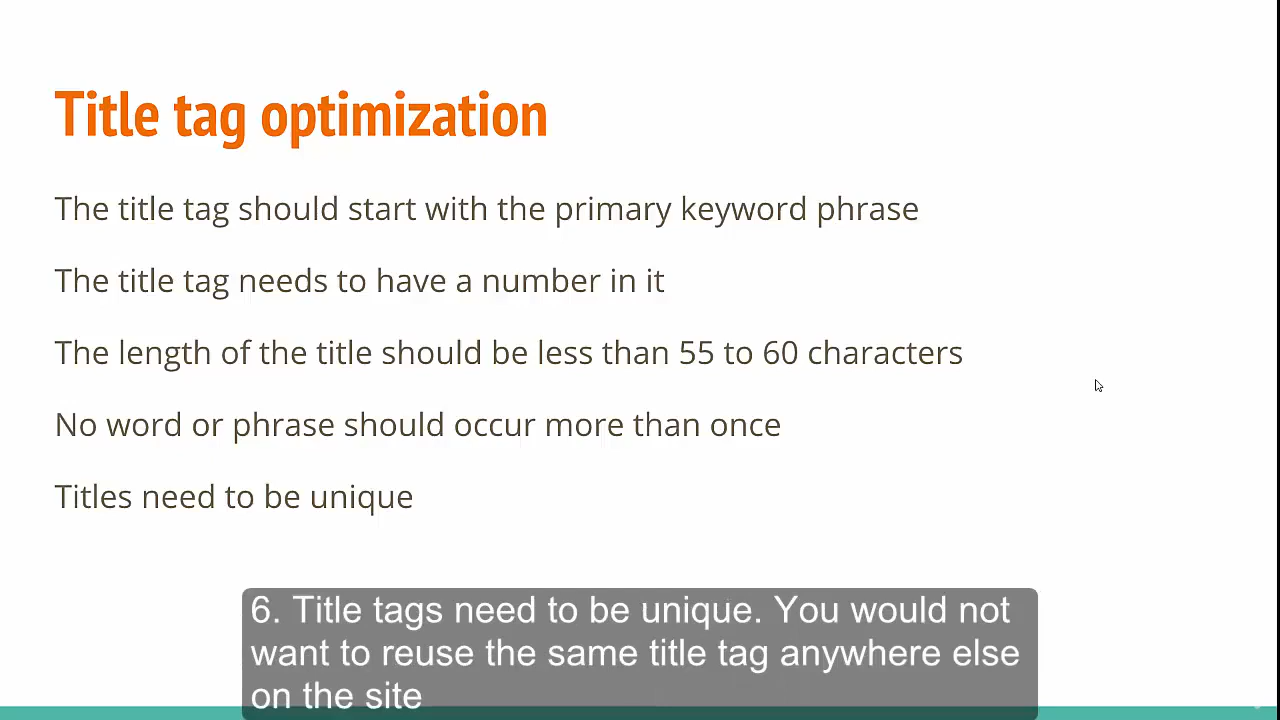 Title tag optimization
The title tag should start with the primary keyword phrase
The title tag needs to have a number in it
The length of the title should be less than 55 to 60 characters
No word or phrase should occur more than once
Titles need to be unique
6. Title tags need to be unique. You would not
want to reuse the same title tag anywhere else
on the site